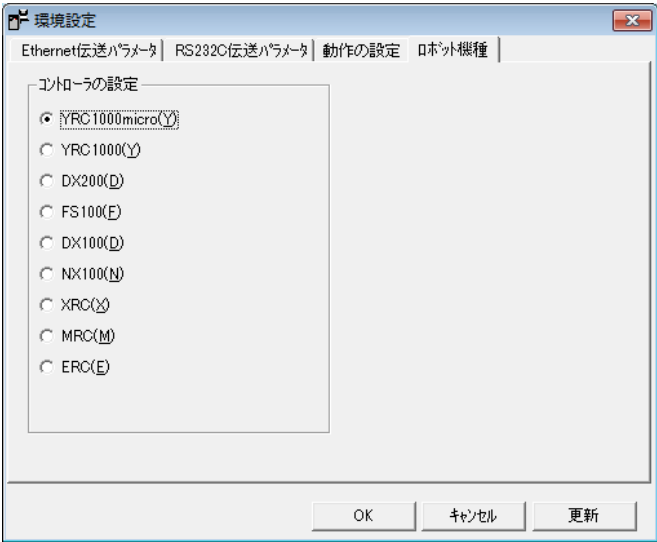 環境設定
Ethernet伝送ﾊﾟﾗﾒｰﾀ RS232C伝送ﾊﾟﾗﾒｰﾀ 動作の設定 ﾛﾎﾞｯﾄ機種
ｺﾝﾄﾛｰﾗの設定
YRC1000micro(Y)
YRC1000(Y)
DX200(D)
FS100(F)
DX100(D)
NX100(N)
XRC(X)
MRC(M)
ERC(E)
OK ｷｬﾝｾﾙ 更新